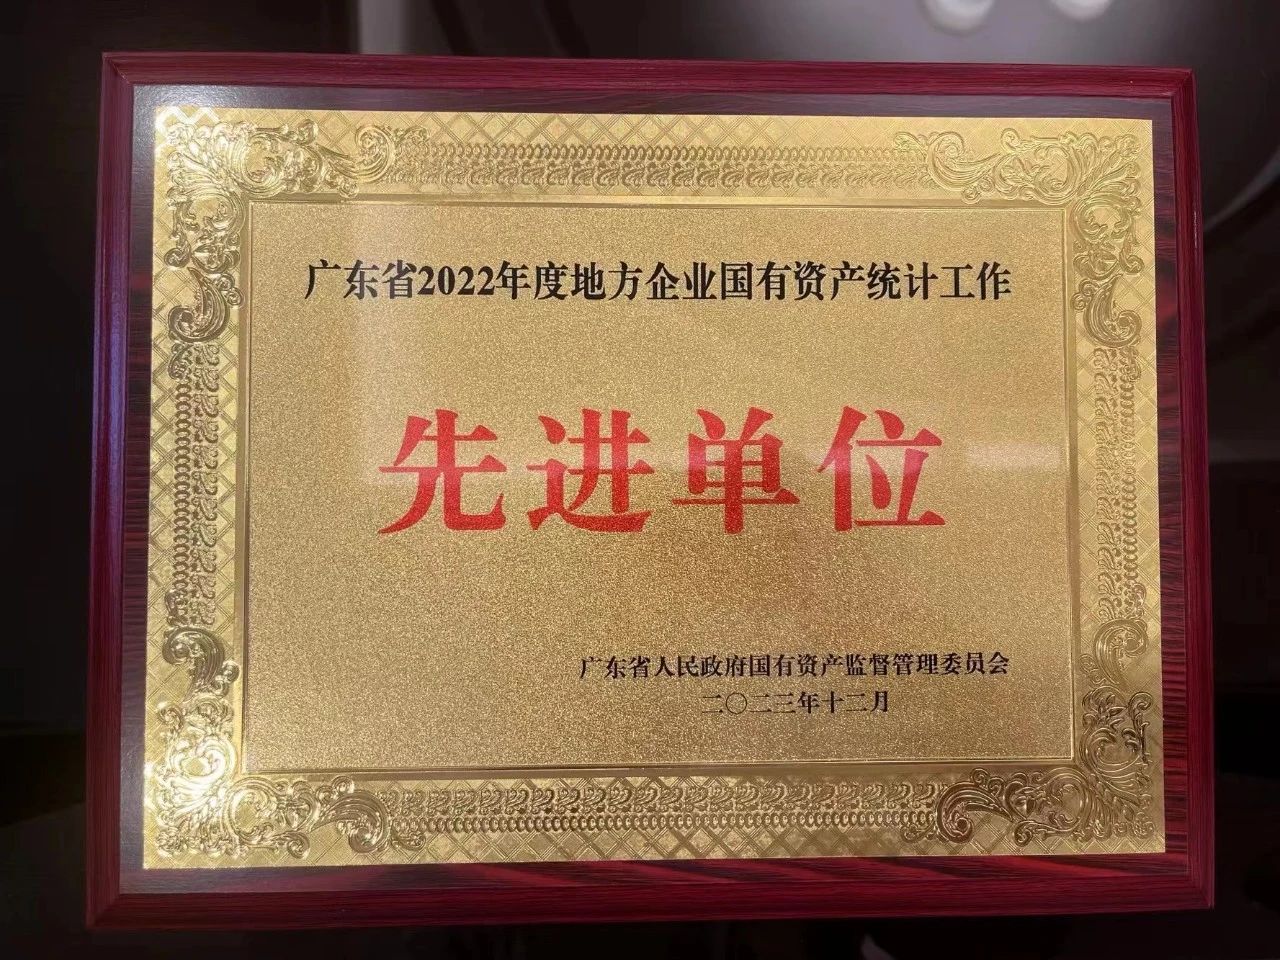 广东省2022年度地方企业国有资产统计工作
先进单位
广东省人民政府国有资产监督管理委员会
二〇二三年十二月